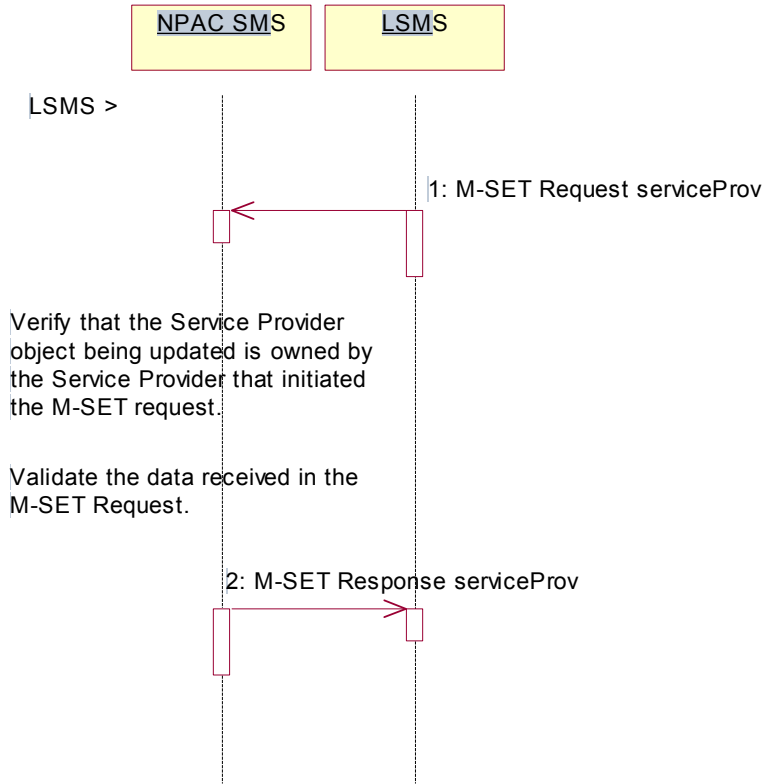 NPAC SMS LSMS
LSMS >
1: M-SET Request serviceProv
Verify that the Service Provider
object being updated is owned by
the Service Provider that initiated
the M-SET request.
Validate the data received in the
M-SET Request.
2: M-SET Response serviceProv